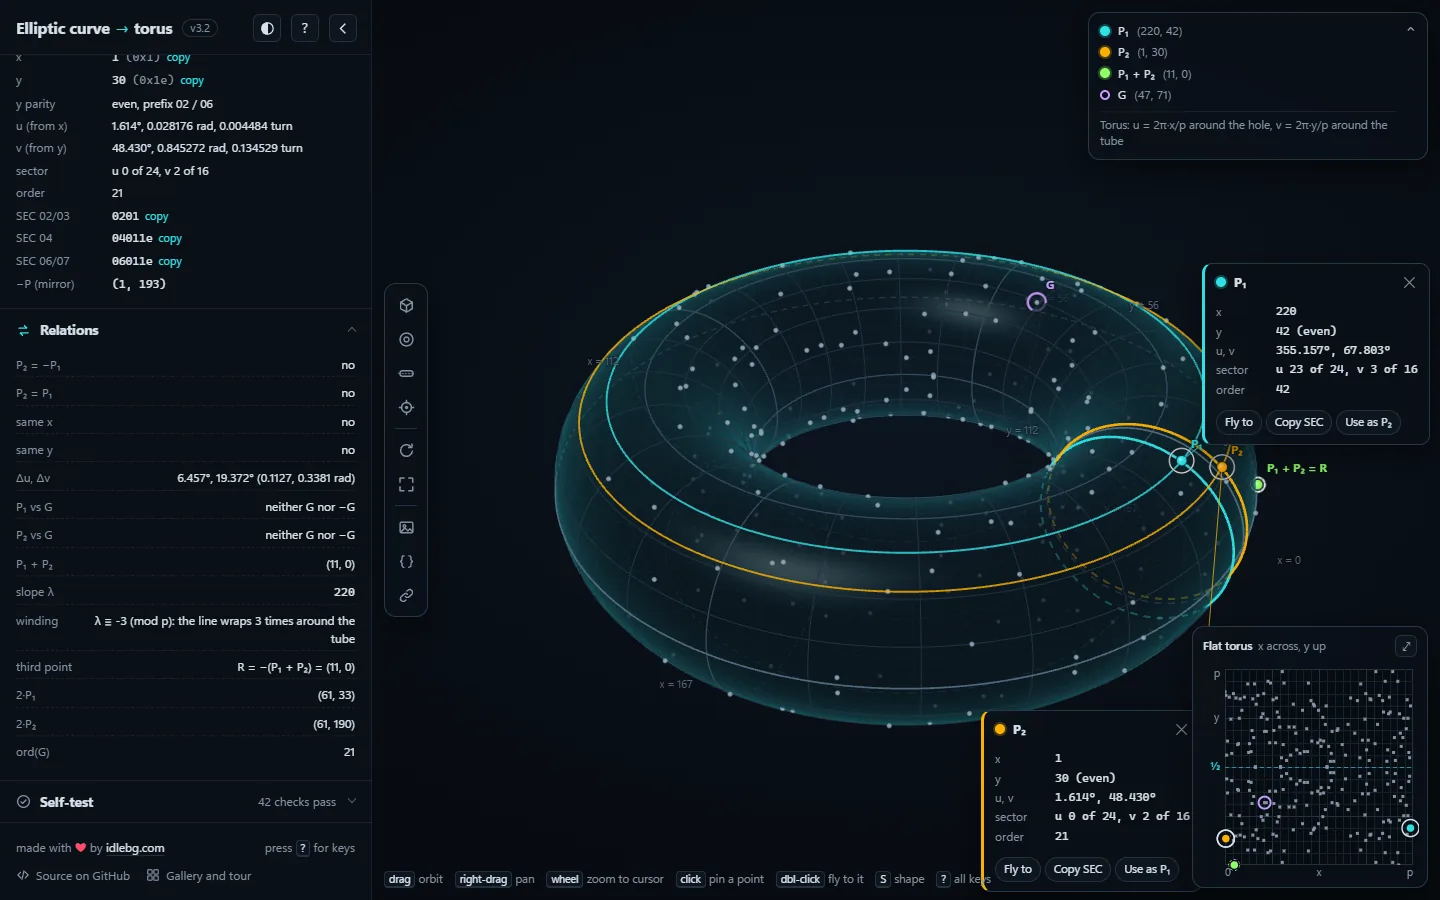 Elliptic curve → torus v3.2 ?
x 1 (0x1) copy
y 30 (0x1e) copy
y parity even, prefix 02 / 06
u (from x) 1.614°, 0.028176 rad, 0.004484 turn
v (from y) 48.430°, 0.845272 rad, 0.134529 turn
sector u 0 of 24, v 2 of 16
order 21
SEC 02/03 0201 copy
SEC 04 04011e copy
SEC 06/07 06011e copy
−P (mirror) (1, 193)
Relations
P₂ = −P₁ no
P₂ = P₁ no
same x no
same y no
Δu, Δv 6.457°, 19.372° (0.1127, 0.3381 rad)
P₁ vs G neither G nor −G
P₂ vs G neither G nor −G
P₁ + P₂ (11, 0)
slope λ 220
winding λ ≡ -3 (mod p): the line wraps 3 times around the
tube
third point R = −(P₁ + P₂) = (11, 0)
2·P₁ (61, 33)
2·P₂ (61, 190)
ord(G) 21
Self-test 42 checks pass
made with ❤ by idlebg.com press ? for keys
Source on GitHub Gallery and tour
P₁ (220, 42)
P₂ (1, 30)
P₁ + P₂ (11, 0)
G (47, 71)
Torus: u = 2π·x/p around the hole, v = 2π·y/p around the
tube
G
y = 56
x = 112
y = 112
P₁
P₂
P₁ + P₂ = R
x = 0
x = 167
P₁
x 220
y 42 (even)
u, v 355.157°, 67.803°
sector u 23 of 24, v 3 of 16
order 42
Fly to Copy SEC Use as P₂
P₂
x 1
y 30 (even)
u, v 1.614°, 48.430°
sector u 0 of 24, v 2 of 16
order 21
Fly to Copy SEC Use as P₁
Flat torus x across, y up
p
y
½
0 x p
drag orbit right-drag pan wheel zoom to cursor click pin a point dbl-click fly to it S shape ? all keys